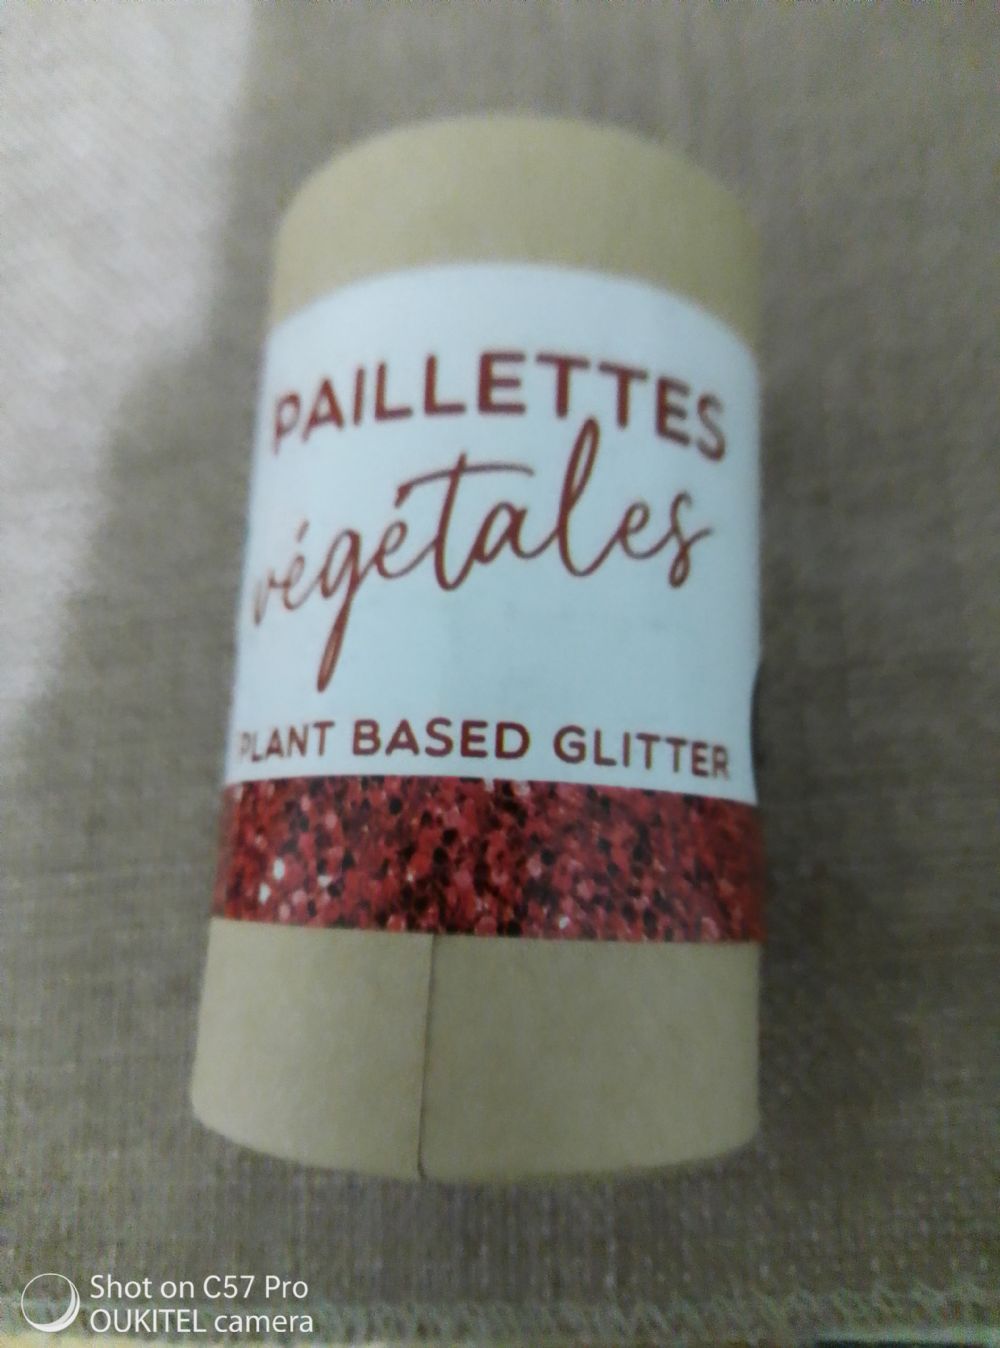 PAILLETTES
végétales
PLANT BASED GLITTER
Shot on C57 Pro
OUKITEL camera